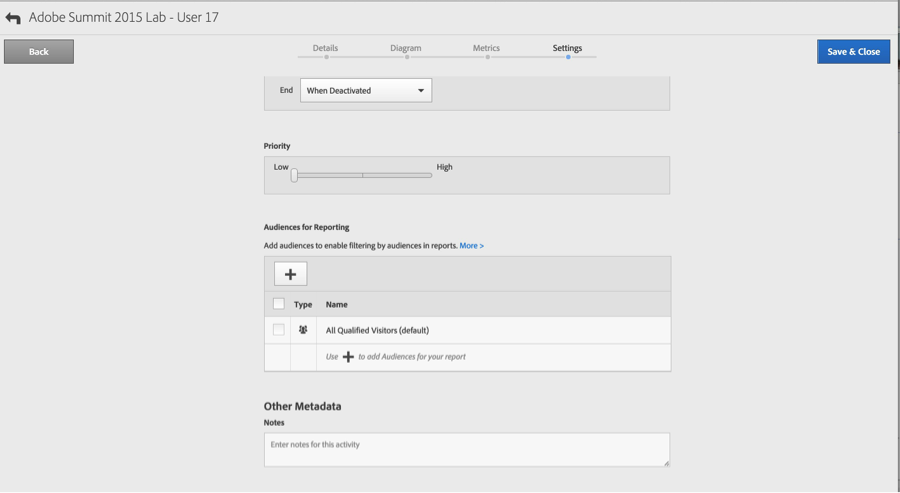 Adobe Summit 2015 Lab - User 17
Back
Details
Diagram
Metrics
Settings
Save & Close
End
When Deactivated
Priority
Low
High
Audiences for Reporting
Add audiences to enable filtering by audiences in reports. More >
+
Type Name
All Qualified Visitors (default)
Use + to add Audiences for your report
Other Metadata
Notes
Enter notes for this activity